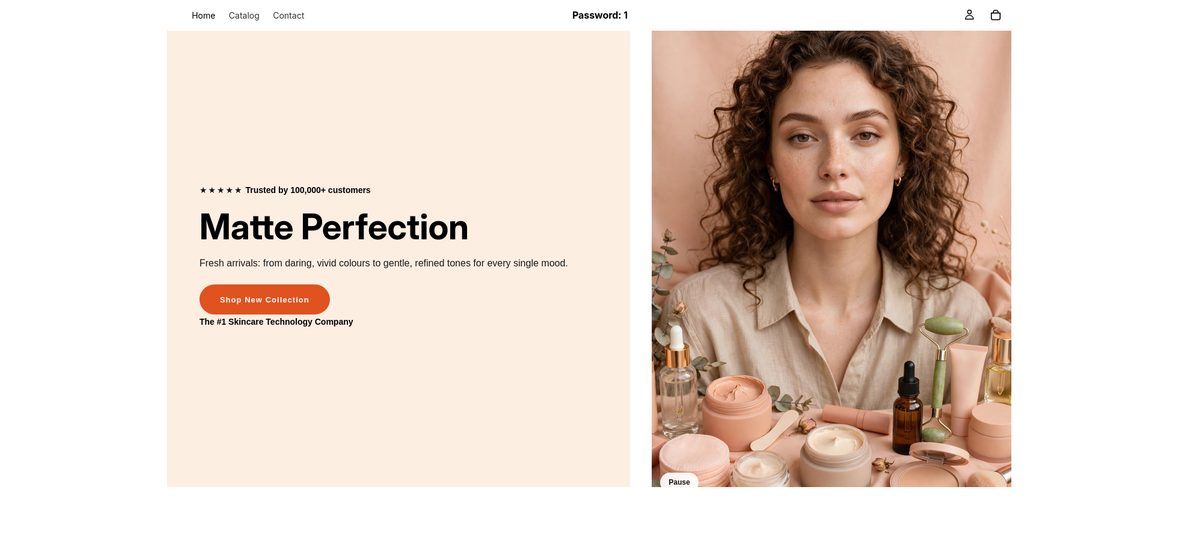 Home Catalog Contact Password: 1
★★★★★ Trusted by 100,000+ customers
Matte Perfection
Fresh arrivals: from daring, vivid colours to gentle, refined tones for every single mood.
Shop New Collection
The #1 Skincare Technology Company
Pause